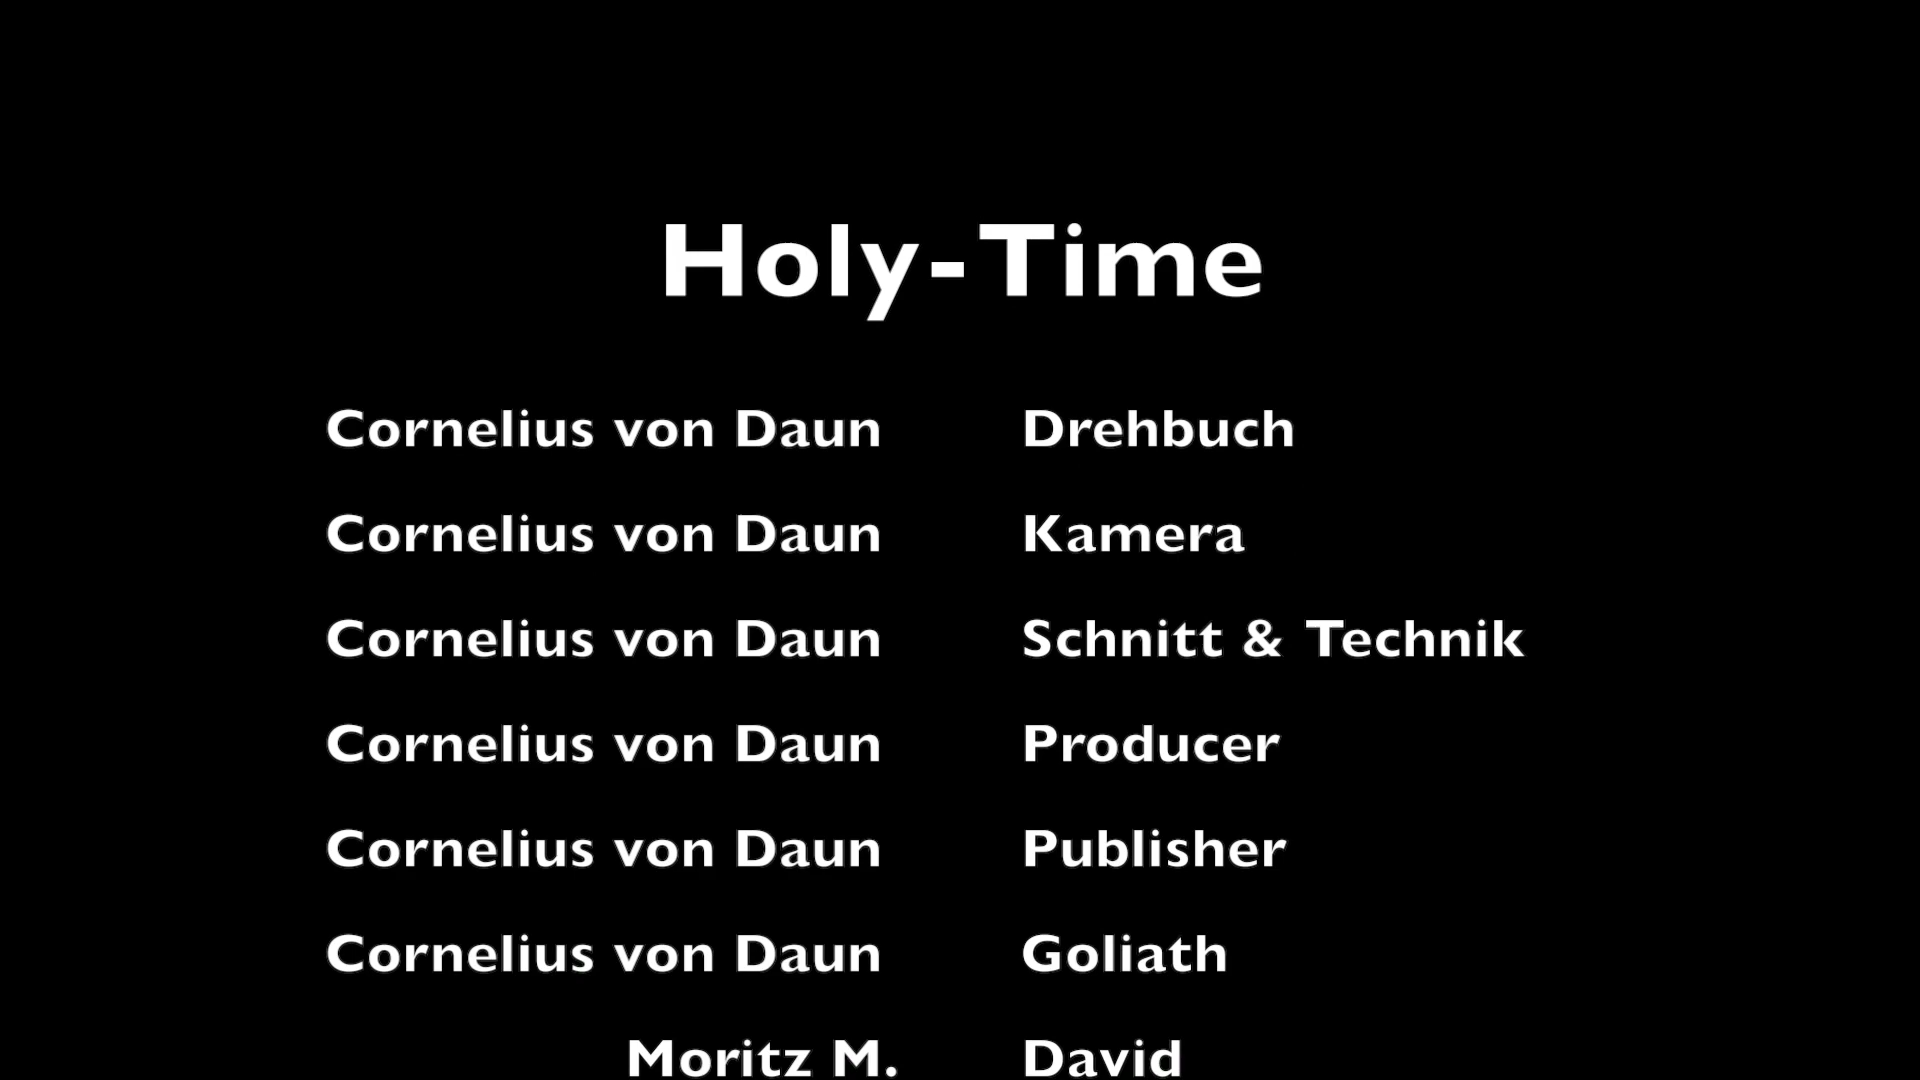 Holy-Time
Cornelius von Daun Drehbuch
Cornelius von Daun Kamera
Cornelius von Daun Schnitt & Technik
Cornelius von Daun Producer
Cornelius von Daun Publisher
Cornelius von Daun Goliath
Moritz M. David